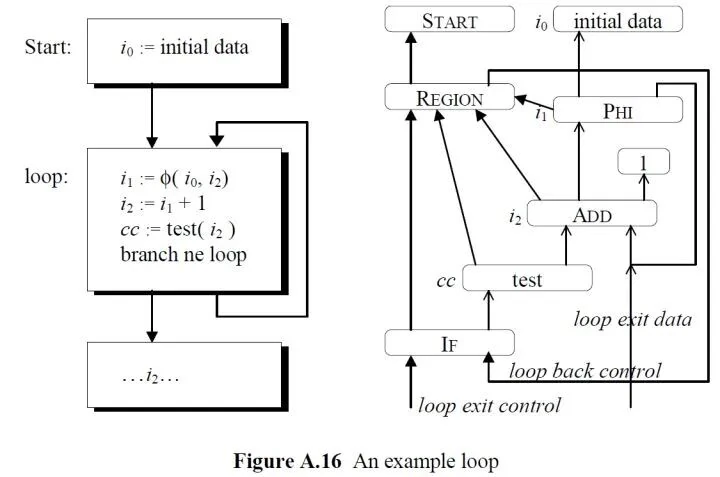 Start:
i0 := initial data
loop:
i1 := ϕ( i0, i2)
i2 := i1 + 1
cc := test( i2 )
branch ne loop
…i2…
START
i0
initial data
REGION
i1
PHI
1
i2
ADD
cc
test
loop exit data
IF
loop back control
loop exit control
Figure A.16 An example loop